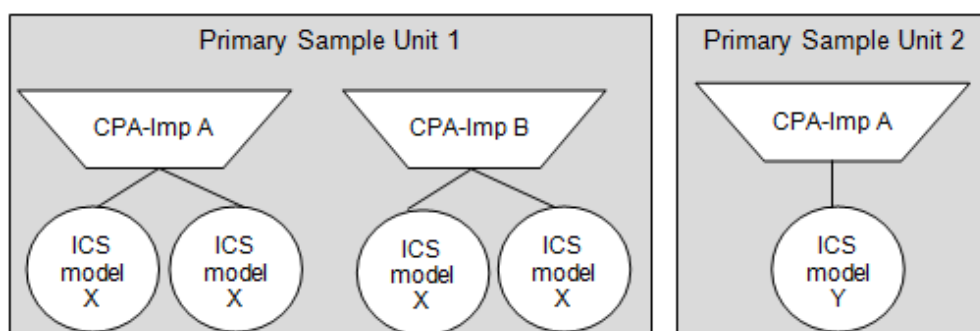 Primary Sample Unit 1
CPA-Imp A
CPA-Imp B
ICS
model
X
ICS
model
X
ICS
model
X
ICS
model
X
Primary Sample Unit 2
CPA-Imp A
ICS
model
Y